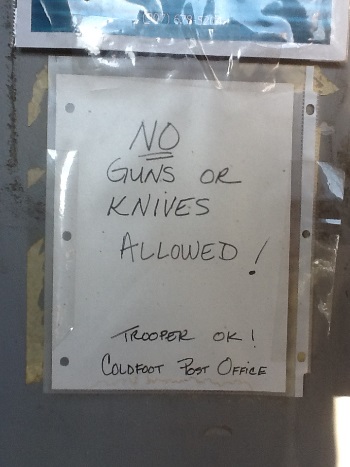 NO
GUNS OR
KNIVES
ALLOWED!
TROOPER OK!
COLDFOOT POST OFFICE